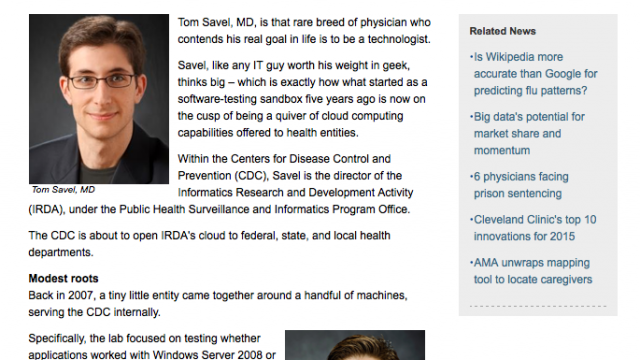 Tom Savel, MD, is that rare breed of physician who
contends his real goal in life is to be a technologist.
Savel, like any IT guy worth his weight in geek,
thinks big – which is exactly how what started as a
software-testing sandbox five years ago is now on
the cusp of being a quiver of cloud computing
capabilities offered to health entities.
Within the Centers for Disease Control and
Prevention (CDC), Savel is the director of the
Tom Savel, MD
Informatics Research and Development Activity
(IRDA), under the Public Health Surveillance and Informatics Program Office.
The CDC is about to open IRDA's cloud to federal, state, and local health
departments.
Modest roots
Back in 2007, a tiny little entity came together around a handful of machines,
serving the CDC internally.
Specifically, the lab focused on testing whether
applications worked with Windows Server 2008 or
Related News
•Is Wikipedia more
accurate than Google for
predicting flu patterns?
•Big data's potential for
market share and
momentum
•6 physicians facing
prison sentencing
•Cleveland Clinic's top 10
innovations for 2015
•AMA unwraps mapping
tool to locate caregivers